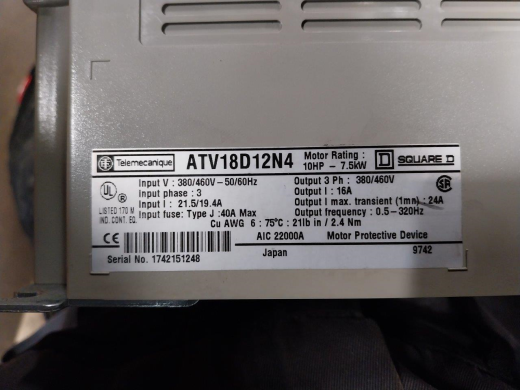 Telemecanique ATV18D12N4 Motor Rating : 10HP - 7.5kW SQUARE D
Input V : 380/460V-50/60Hz Output 3 Ph : 380/460V
Input phase : 3 Output I : 16A
Input I : 21.5/19.4A Output I max. transient (1mn) : 24A
Input fuse: Type J :40A Max Output frequency : 0.5-320Hz
Cu AWG 6 : 75°C : 21lb in / 2.4 Nm
UL
LISTED 170 M
IND. CONT. EQ.
CE AIC 22000A Motor Protective Device
Serial No. 1742151248 Japan 9742